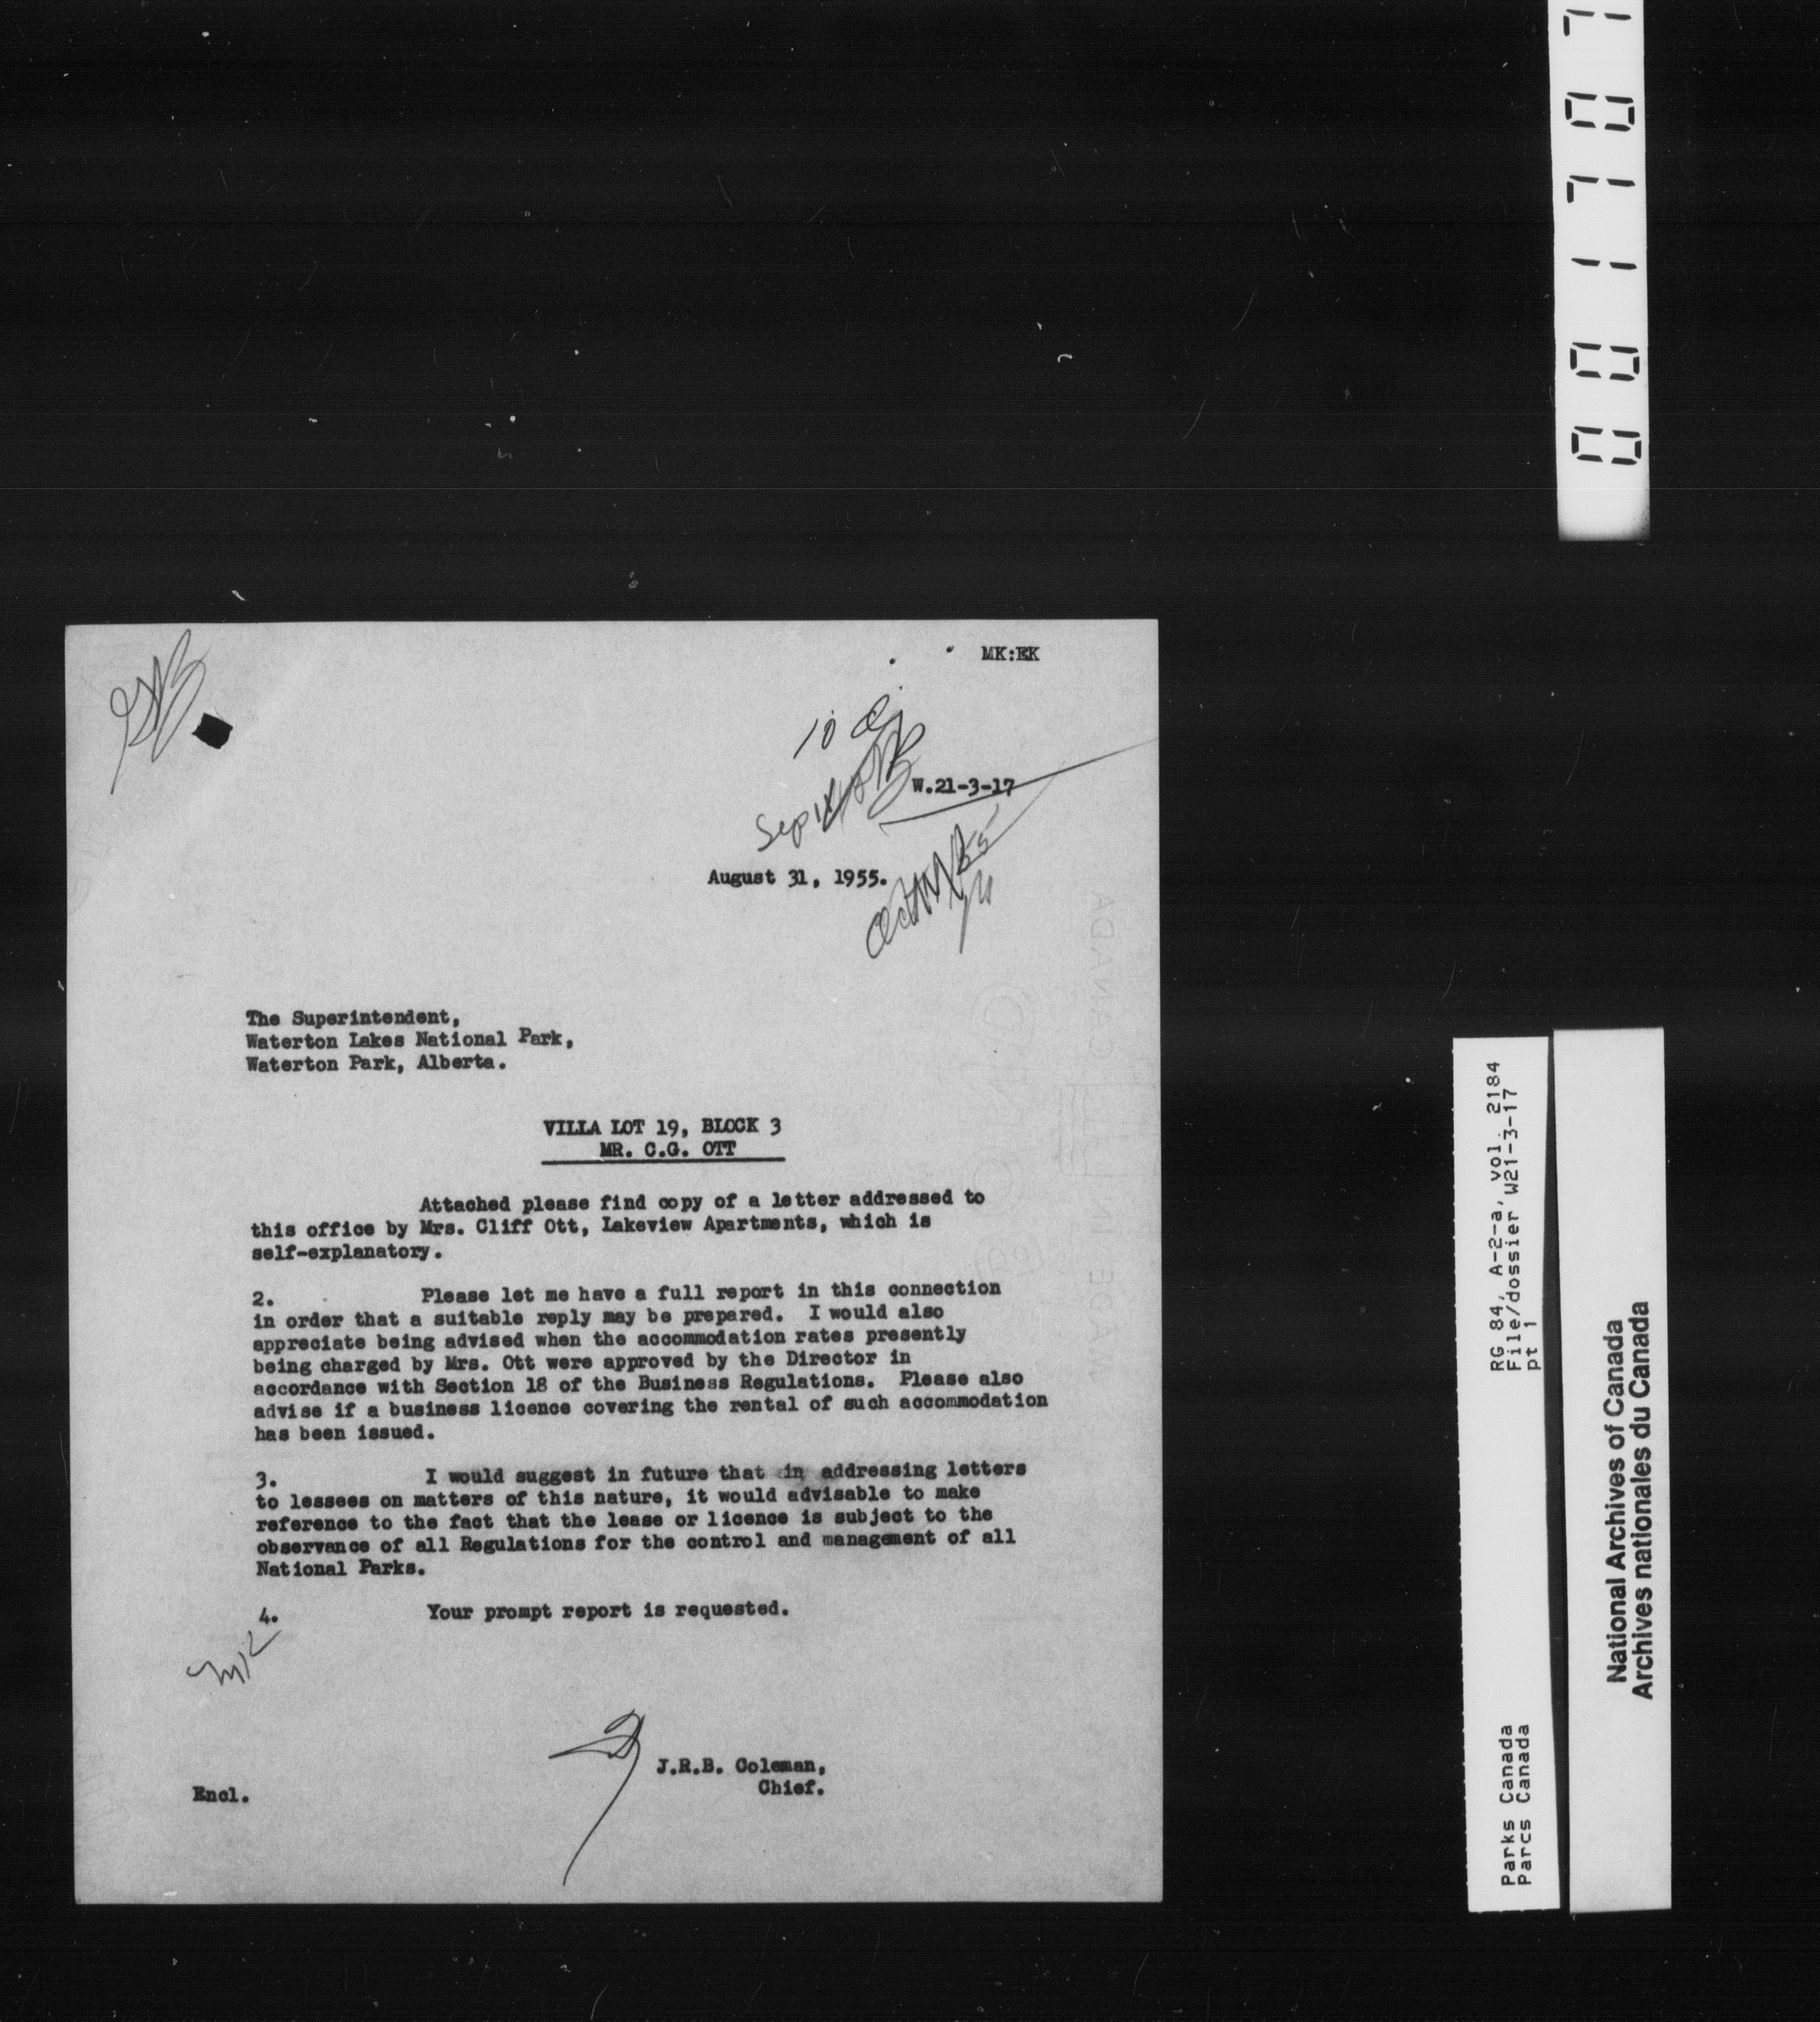 MK:EK
W.21-3-17
August 31, 1955.
The Superintendent,
Waterton Lakes National Park,
Waterton Park, Alberta.
VILLA LOT 19, BLOCK 3
MR. C.G. OTT
Attached please find copy of a letter addressed to
this office by Mrs. Cliff Ott, Lakeview Apartments, which is
self-explanatory.
2. Please let me have a full report in this connection
in order that a suitable reply may be prepared. I would also
appreciate being advised when the accommodation rates presently
being charged by Mrs. Ott were approved by the Director in
accordance with Section 18 of the Business Regulations. Please also
advise if a business licence covering the rental of such accommodation
has been issued.
3. I would suggest in future that in addressing letters
to lessees on matters of this nature, it would advisable to make
reference to the fact that the lease or licence is subject to the
observance of all Regulations for the control and management of all
National Parks.
4. Your prompt report is requested.
J.R.B. Coleman,
Chief.
Encl.
RG 84, A-2-a, vol. 2184
File/dossier W21-3-17
pt 1
Parks Canada
Parcs Canada
National Archives of Canada
Archives nationales du Canada